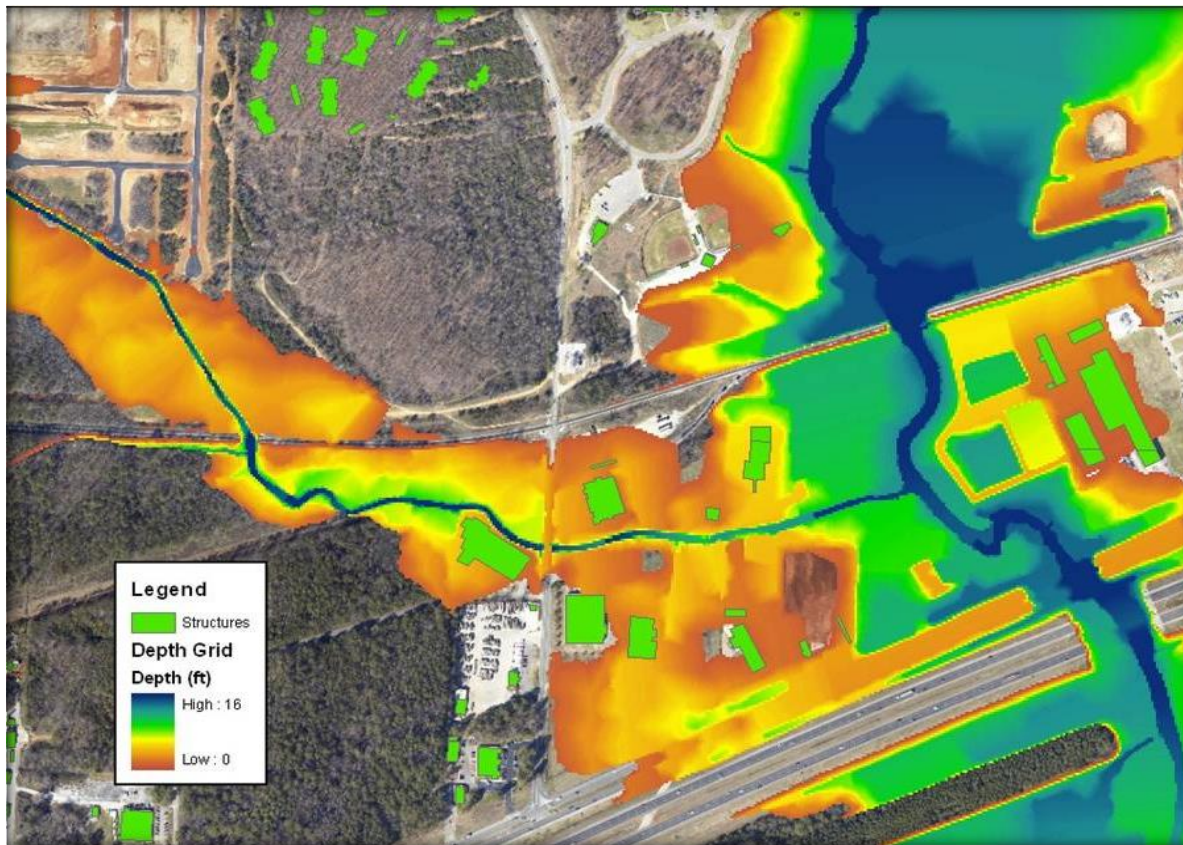 Legend
Structures
Depth Grid
Depth (ft)
High : 16
Low : 0